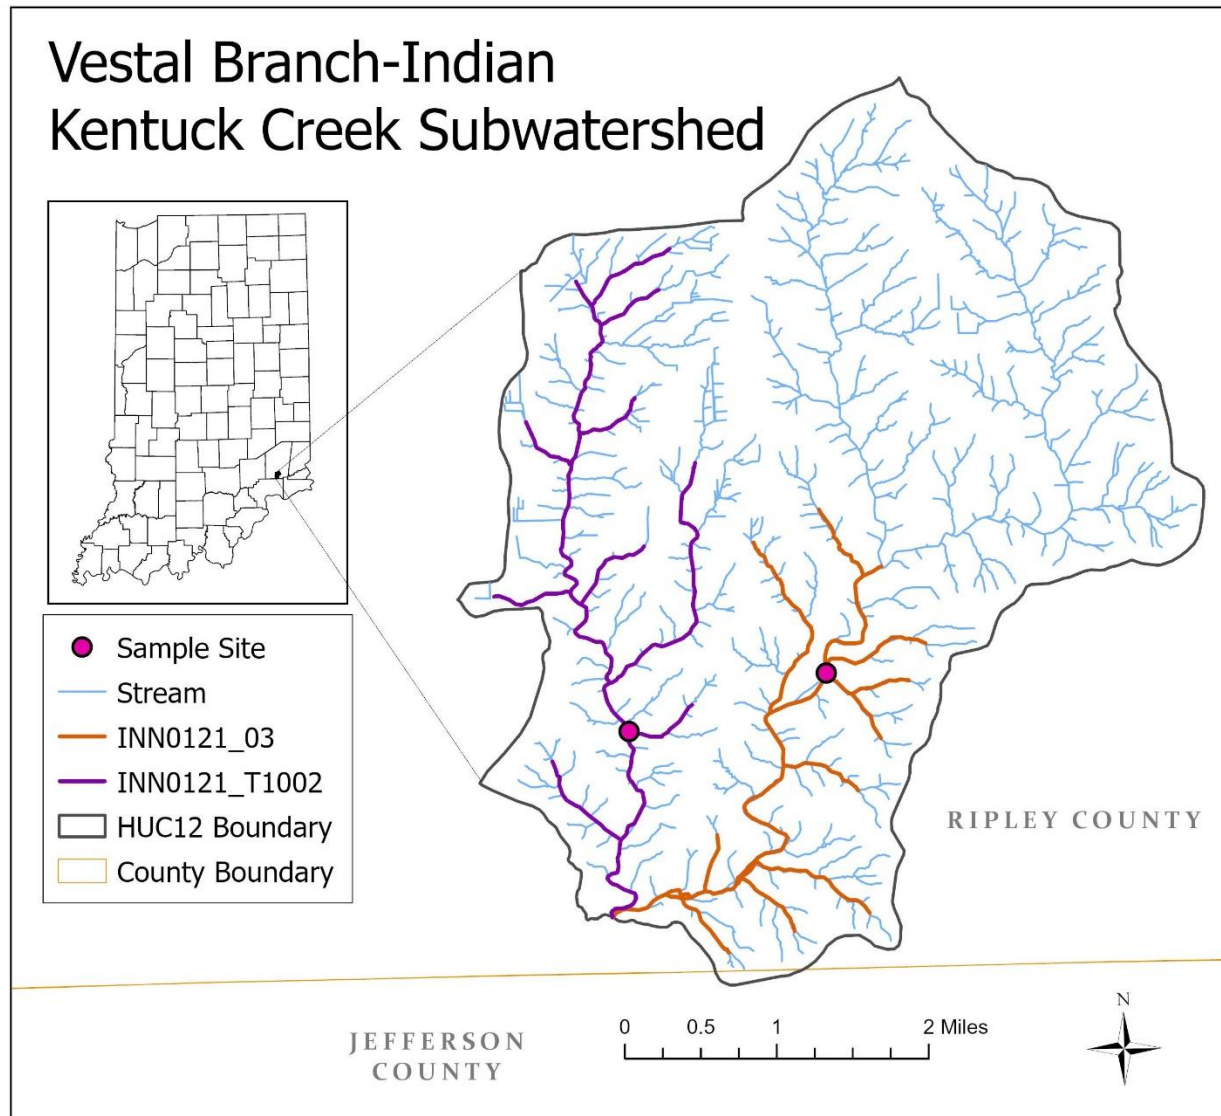 Vestal Branch-Indian
Kentuck Creek Subwatershed
Sample Site
Stream
INN0121_03
INN0121_T1002
HUC12 Boundary
County Boundary
RIPLEY COUNTY
JEFFERSON
COUNTY
0 0.5 1 2 Miles
N